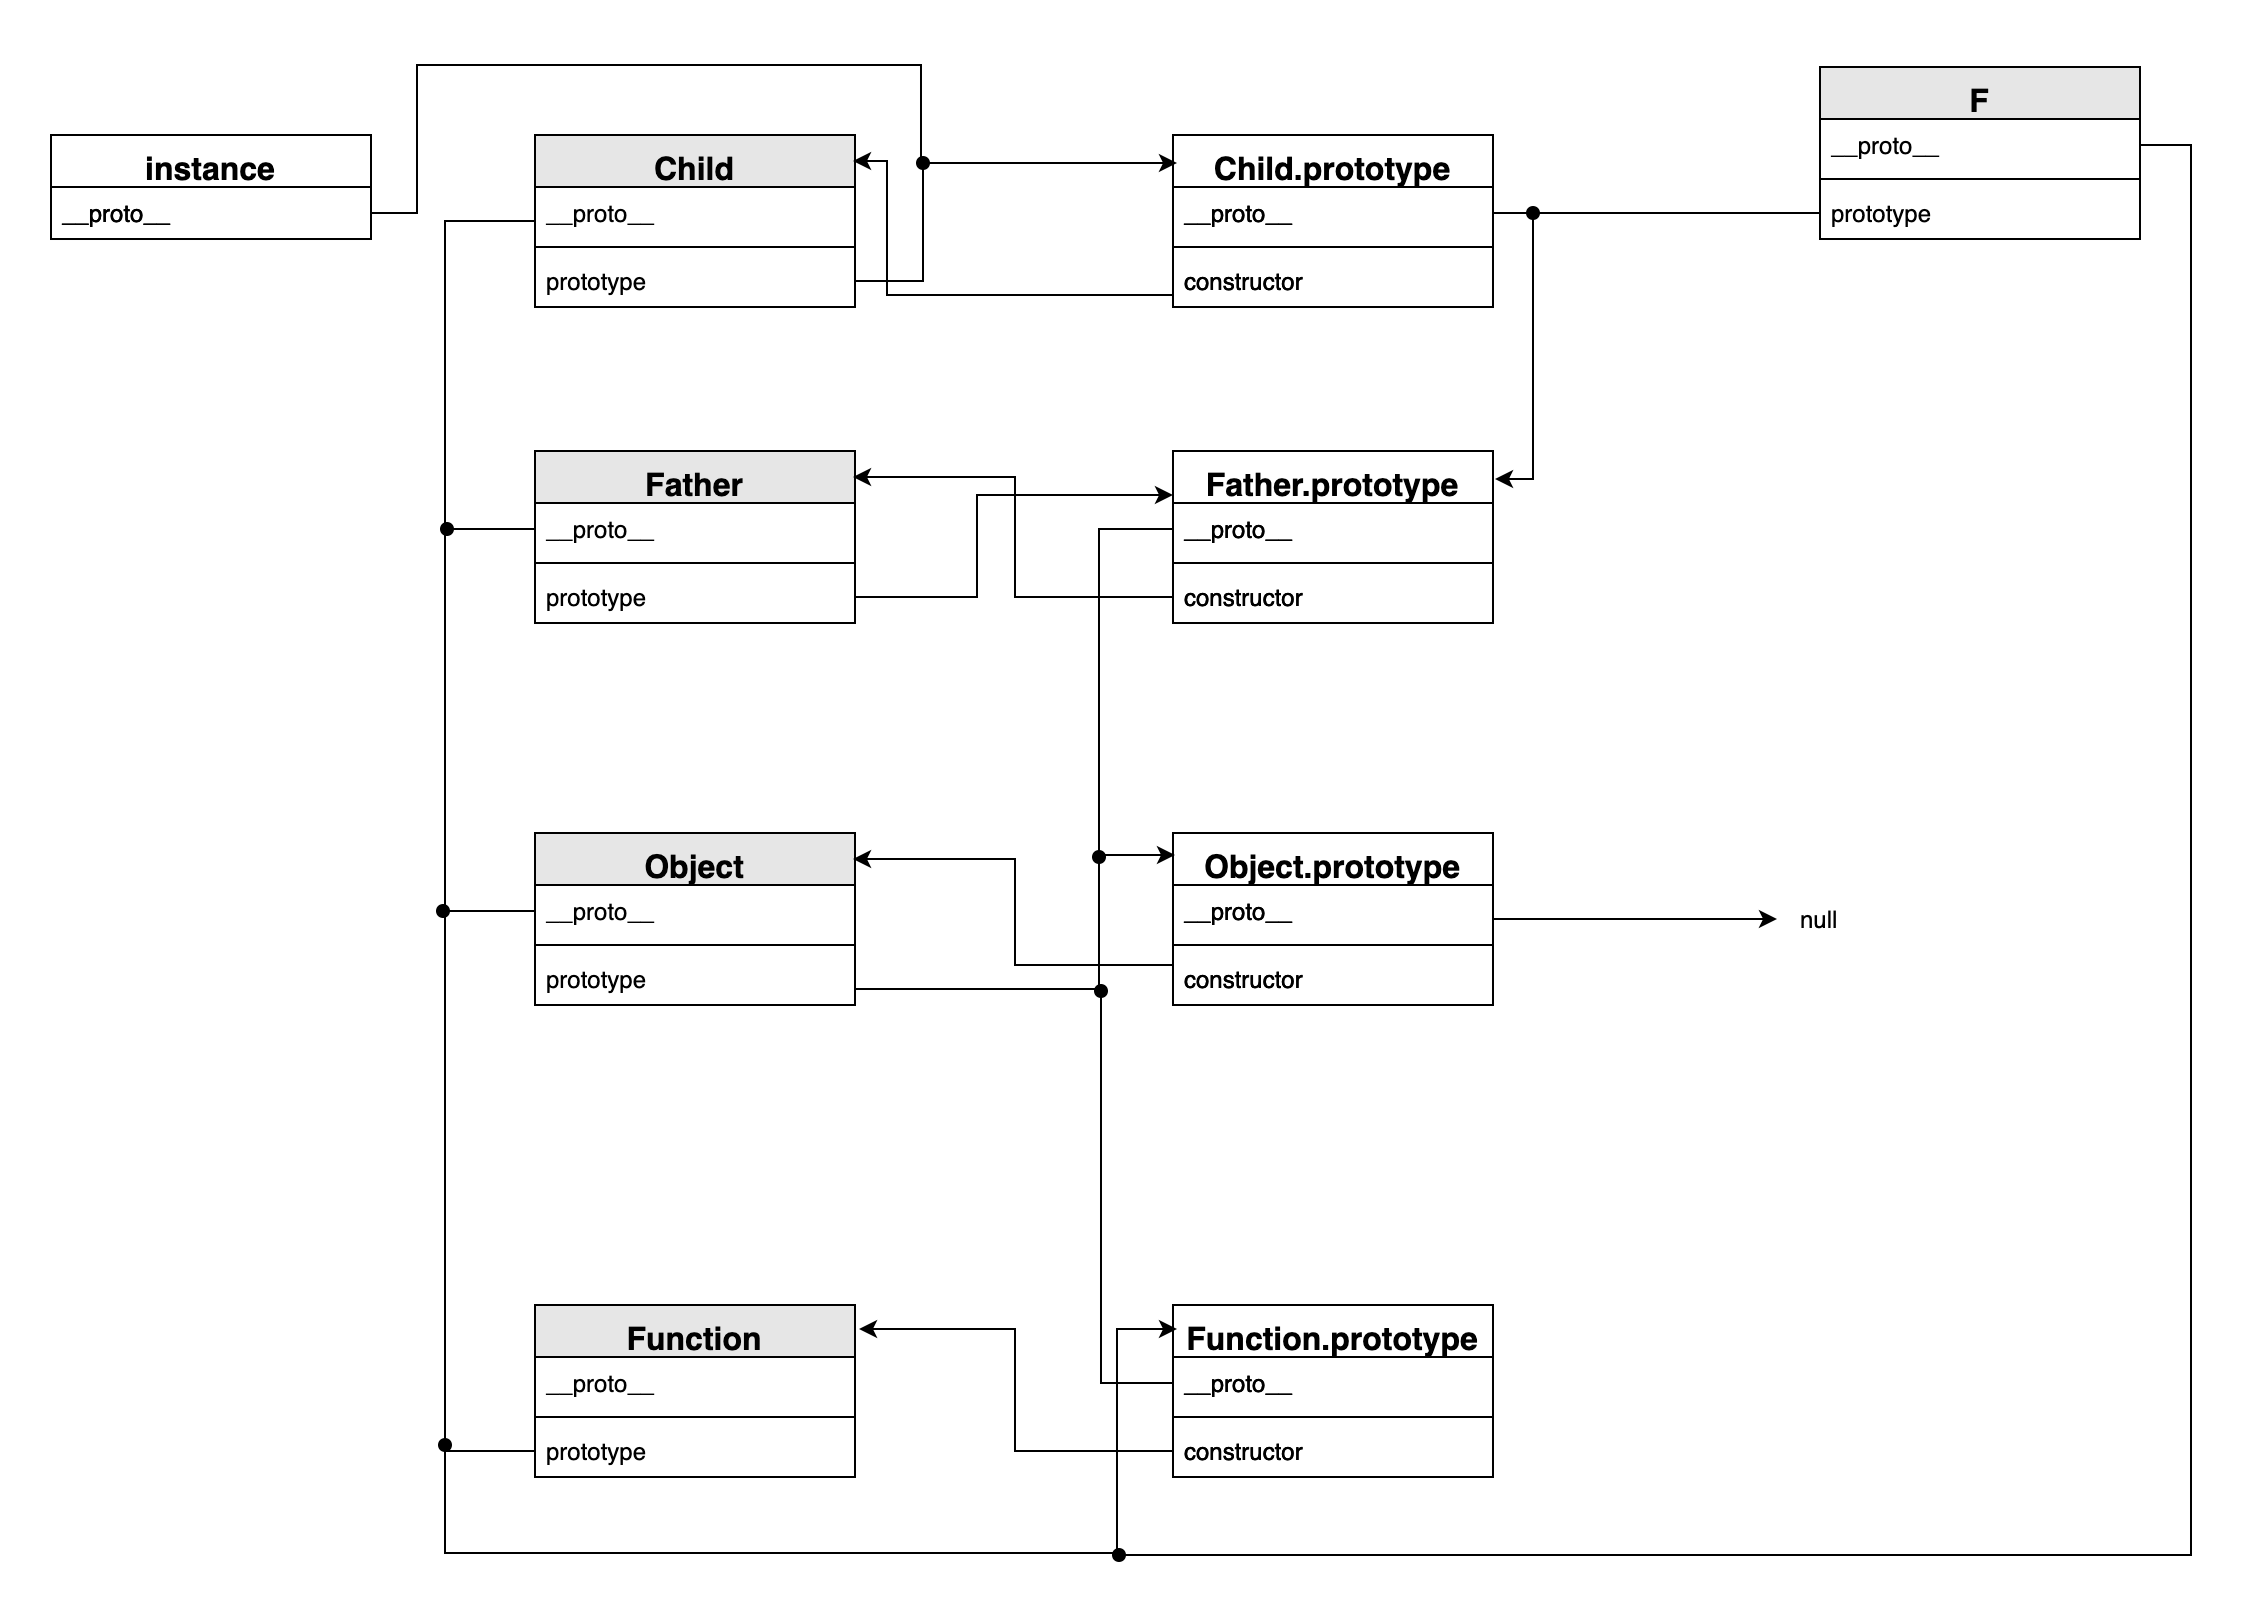 F
__proto__
prototype
instance
__proto__
Child
__proto__
prototype
Child.prototype
__proto__
constructor
Father
__proto__
prototype
Father.prototype
__proto__
constructor
Object
__proto__
prototype
Object.prototype
__proto__
constructor
null
Function
__proto__
prototype
Function.prototype
__proto__
constructor